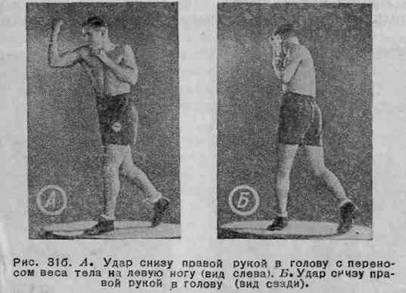 А
Б
Рис. 31б. А. Удар снизу правой рукой в голову с перено-
сом веса тела на левую ногу (вид слева). Б. Удар снизу пра-
вой рукой в голову (вид сзади).